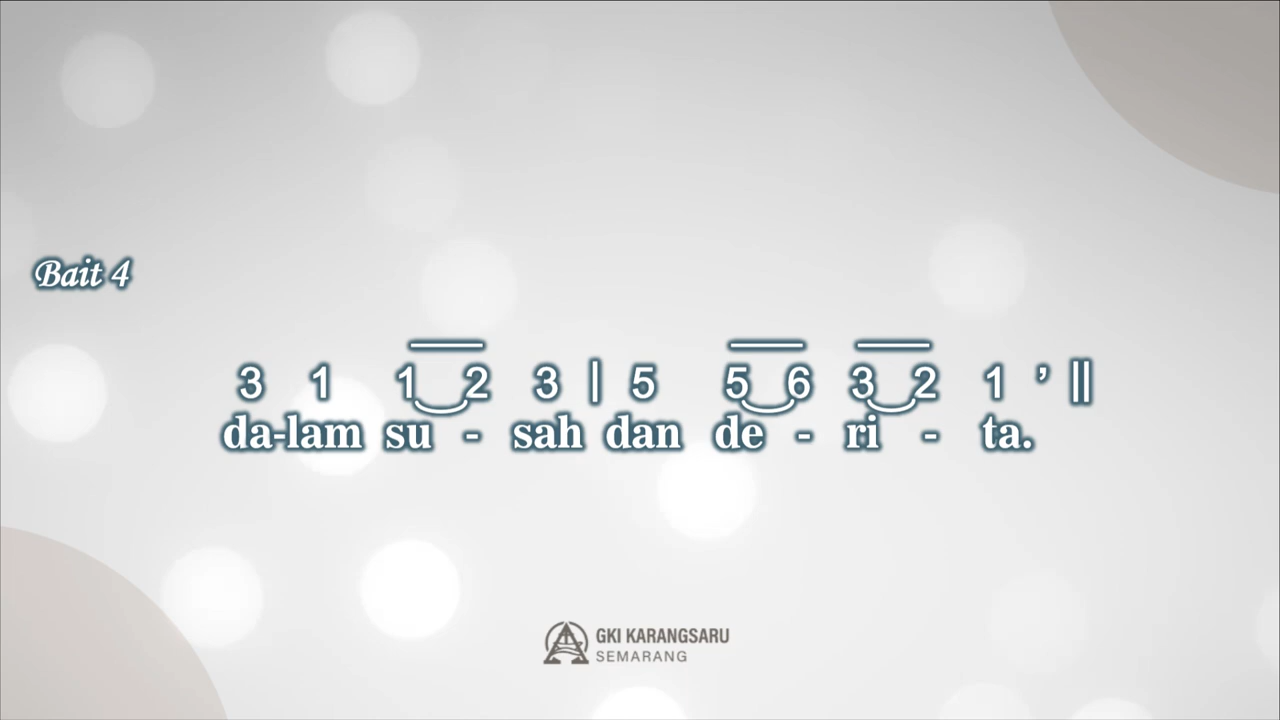 Bait 4
3 1 1 2 3 | 5 5 6 3 2 1 ’ ||
da-lam su - sah dan de - ri - ta.
GKI KARANGSARU
SEMARANG